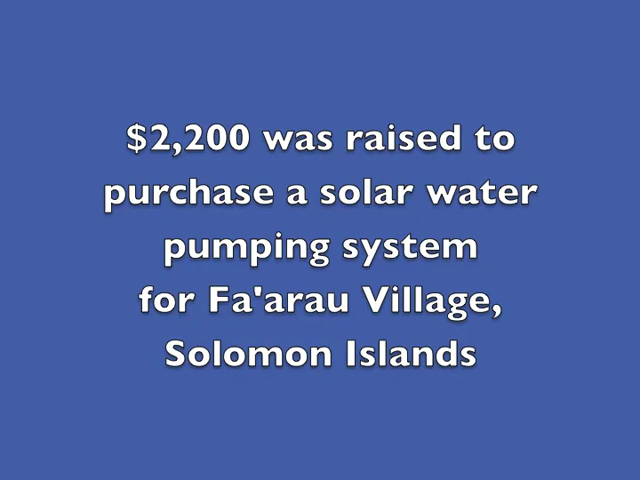 $2,200 was raised to
purchase a solar water
pumping system
for Fa'arau Village,
Solomon Islands